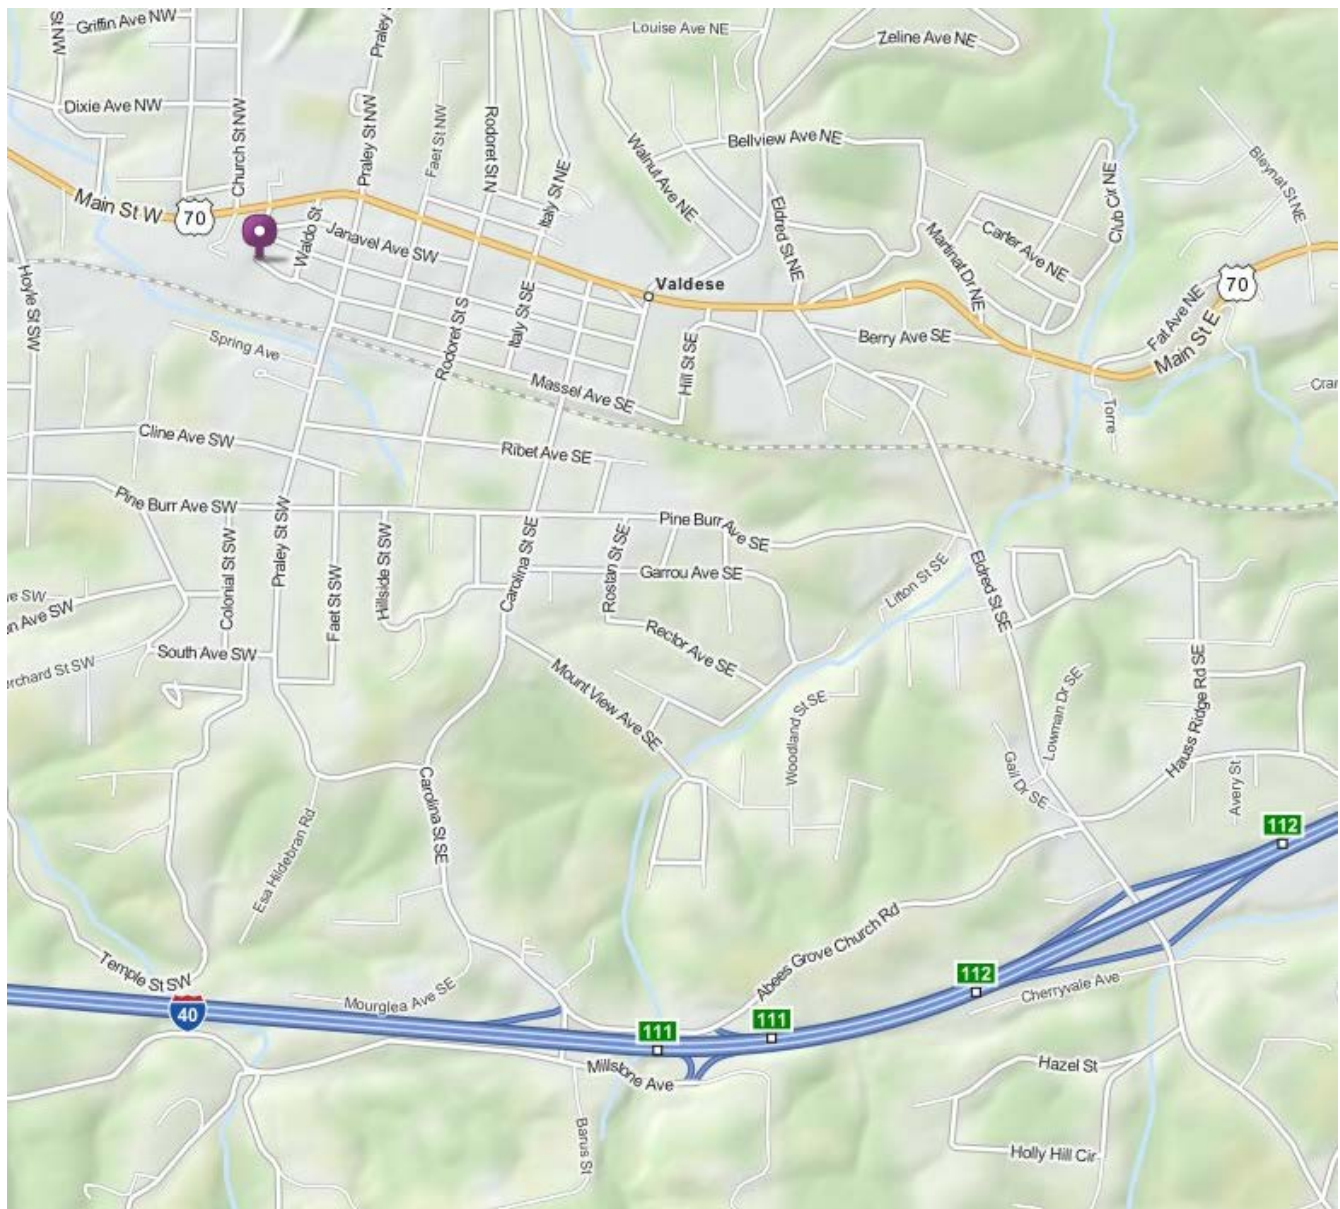 Griffin Ave NW
St NW
Praley
Louise Ave NE
Zeline Ave NE
Dixie Ave NW
Church St NW
Praley St NW
Faet St NW
Rodoret St N
Italy St NE
Walnut Ave NE
Bellview Ave NE
Eldred St NE
Martinat Dr NE
Carter Ave NE
Club Cir NE
Bleynat St NE
Main St W
70
Waldo St
Janavel Ave SW
Valdese
70
Hoyle St SW
Spring Ave
Rodoret St S
Italy St SE
Massel Ave SE
Hill St SE
Berry Ave SE
Fat Ave NE
Main St E
Torre
Cline Ave SW
Ribet Ave SE
Pine Burr Ave SW
Pine Burr Ave SE
Praley St SW
Colonial St SW
Faet St SW
Hillside St SW
Carolina St SE
Rostan St SE
Garrou Ave SE
Rector Ave SE
Eldred St SE
South Ave SW
Mount View Ave SE
Woodland St SE
Lowman Dr SE
Gail Dr SE
Hauss Ridge Rd SE
Avery St
Carolina St SE
Esa Hildebran Rd
112
Abees Grove Church Rd
Temple St SW
40
Mourglea Ave SE
112
Cherryvale Ave
111
111
Millstone Ave
Hazel St
Barus St
Holly Hill Cir